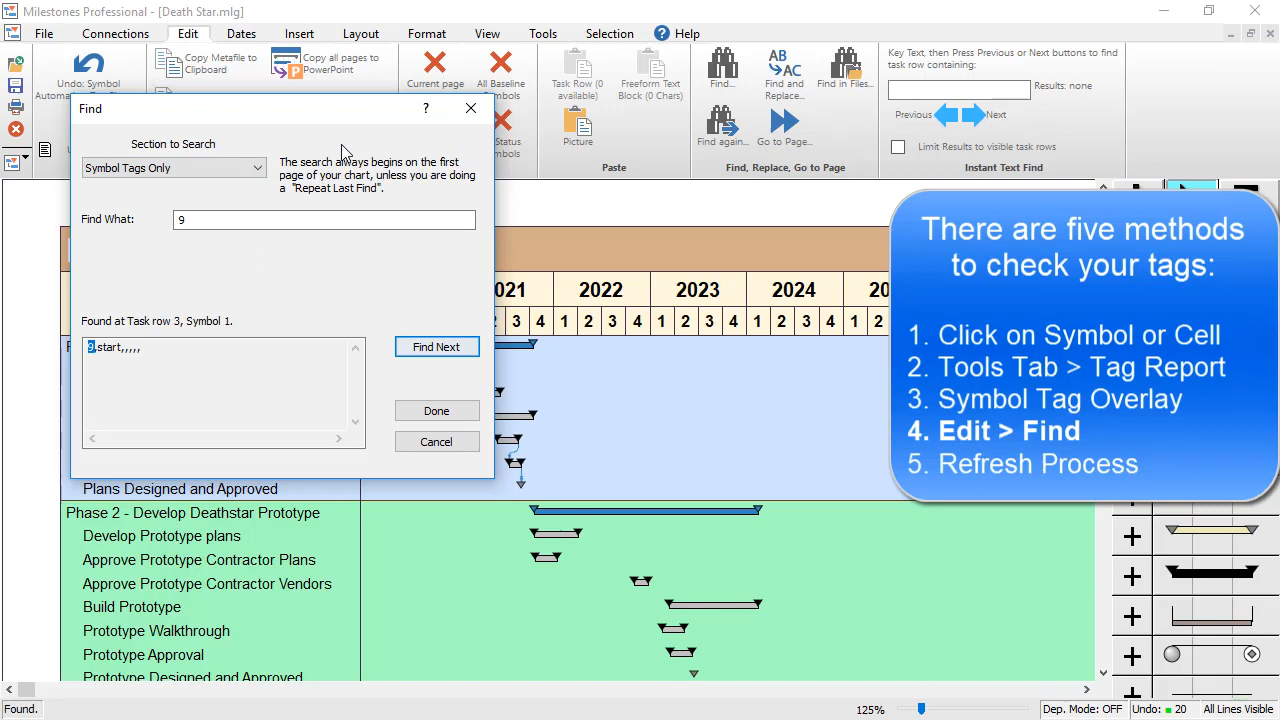 Milestones Professional - [Death Star.mlg]
File Connections Edit Dates Insert Layout Format View Tools Selection Help
Undo: Symbol
Copy Metafile to
Clipboard
Copy all pages to
PowerPoint
Current page
All Baseline
Task Row (0
available)
Freeform Text
Block (0 Chars)
Picture
Paste
Find...
Find and
Replace...
Find in Files...
Find again...
Go to Page...
Find, Replace, Go to Page
Key Text, then Press Previous or Next buttons to find
task row containing:
Results: none
Previous Next
Limit Results to visible task rows
Instant Text Find
Find
?
Section to Search
Symbol Tags Only
The search always begins on the first
page of your chart, unless you are doing
a "Repeat Last Find".
Find What:
9
Found at Task row 3, Symbol 1.
9,start,,,,,
Find Next
Done
Cancel
021 2022 2023 2024 20
3 4 1 2 3 4 1 2 3 4 1 2 3 4 1 2
Plans Designed and Approved
Phase 2 - Develop Deathstar Prototype
Develop Prototype plans
Approve Prototype Contractor Plans
Approve Prototype Contractor Vendors
Build Prototype
Prototype Walkthrough
Prototype Approval
Prototype Designed and Approved
There are five methods
to check your tags:
1. Click on Symbol or Cell
2. Tools Tab > Tag Report
3. Symbol Tag Overlay
4. Edit > Find
5. Refresh Process
Found.
125%
Dep. Mode: OFF
Undo: 20
All Lines Visible